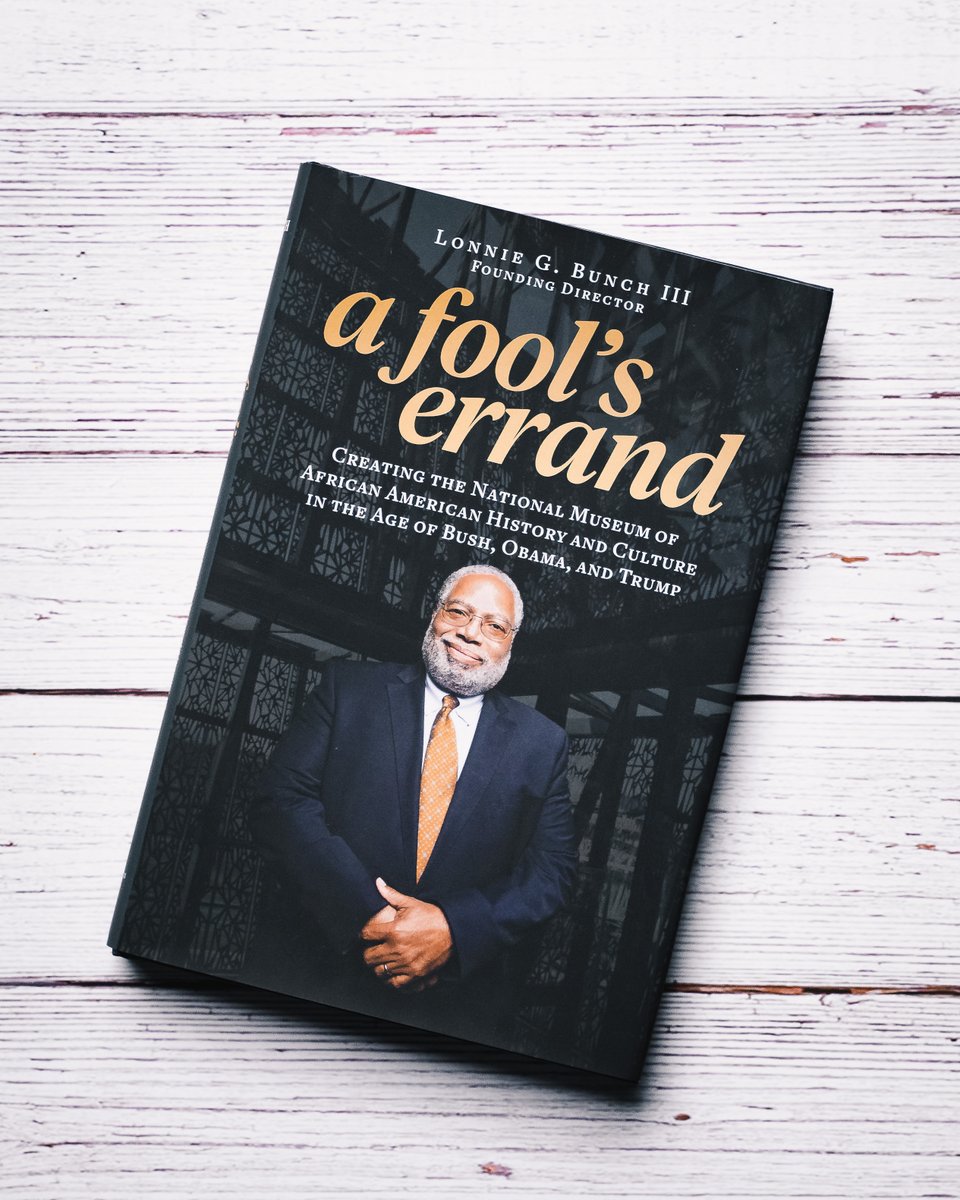 Lonnie G. Bunch III
Founding Director
a fool's
errand
Creating the National Museum of
African American History and Culture
in the Age of Bush, Obama, and Trump